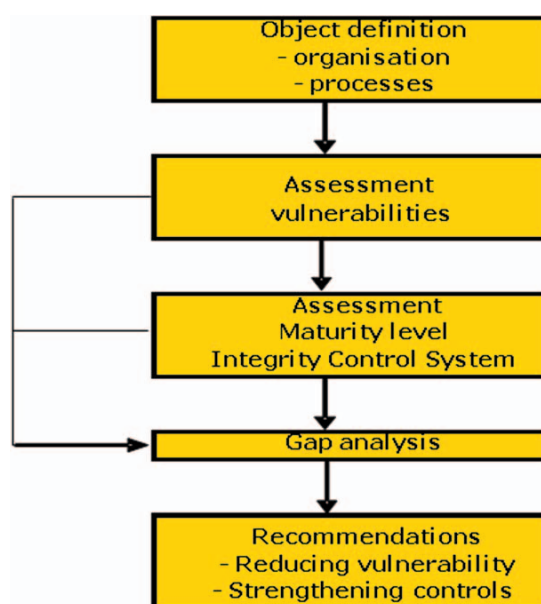 Object definition
- organisation
- processes
Assessment
vulnerabilities
Assessment
Maturity level
Integrity Control System
Gap analysis
Recommendations
- Reducing vulnerability
- Strengthening controls